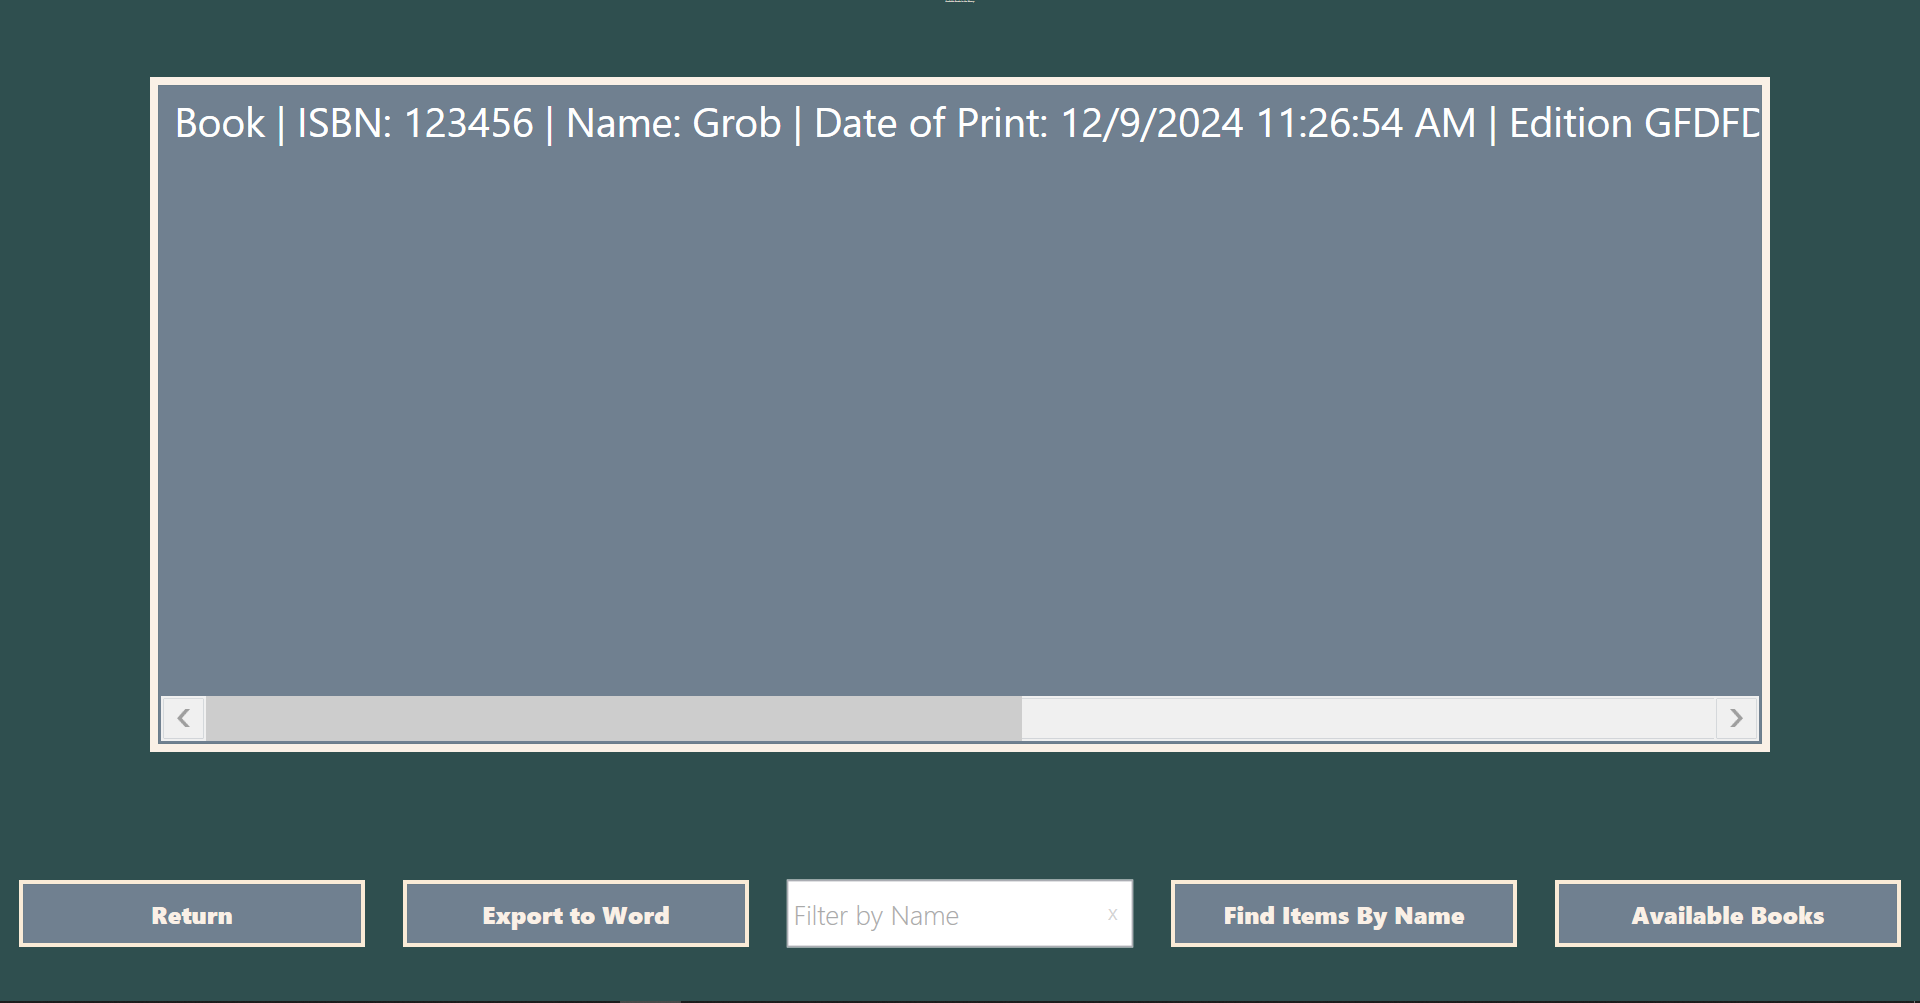 Book | ISBN: 123456 | Name: Grob | Date of Print: 12/9/2024 11:26:54 AM | Edition GFDFD
Return
Export to Word
Filter by Name
x
Find Items By Name
Available Books